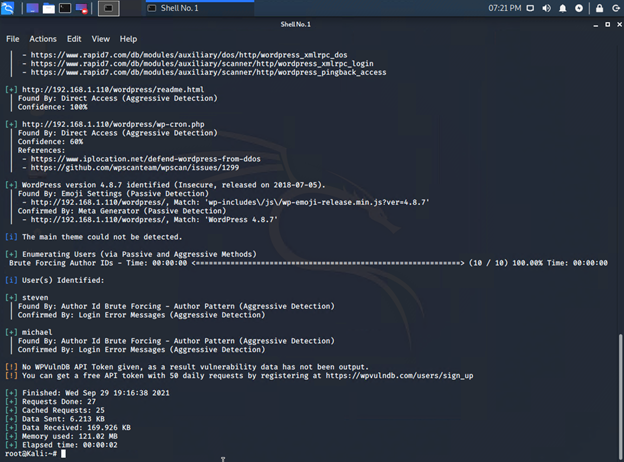 Shell No. 1
07:21 PM
Shell No. 1
File Actions Edit View Help
| - https://www.rapid7.com/db/modules/auxiliary/dos/http/wordpress_xmlrpc_dos
| - https://www.rapid7.com/db/modules/auxiliary/scanner/http/wordpress_xmlrpc_login
| - https://www.rapid7.com/db/modules/auxiliary/scanner/http/wordpress_pingback_access
[+] http://192.168.1.110/wordpress/readme.html
| Found By: Direct Access (Aggressive Detection)
| Confidence: 100%
[+] http://192.168.1.110/wordpress/wp-cron.php
| Found By: Direct Access (Aggressive Detection)
| Confidence: 60%
| References:
| - https://www.iplocation.net/defend-wordpress-from-ddos
| - https://github.com/wpscanteam/wpscan/issues/1299
[+] WordPress version 4.8.7 identified (Insecure, released on 2018-07-05).
| Found By: Emoji Settings (Passive Detection)
| - http://192.168.1.110/wordpress/, Match: 'wp-includes\/js\/wp-emoji-release.min.js?ver=4.8.7'
| Confirmed By: Meta Generator (Passive Detection)
| - http://192.168.1.110/wordpress/, Match: 'WordPress 4.8.7'
[i] The main theme could not be detected.
[+] Enumerating Users (via Passive and Aggressive Methods)
Brute Forcing Author IDs - Time: 00:00:00 <==============================================================> (10 / 10) 100.00% Time: 00:00:00
[i] User(s) Identified:
[+] steven
| Found By: Author Id Brute Forcing - Author Pattern (Aggressive Detection)
| Confirmed By: Login Error Messages (Aggressive Detection)
[+] michael
| Found By: Author Id Brute Forcing - Author Pattern (Aggressive Detection)
| Confirmed By: Login Error Messages (Aggressive Detection)
[!] No WPVulnDB API Token given, as a result vulnerability data has not been output.
[!] You can get a free API token with 50 daily requests by registering at https://wpvulndb.com/users/sign_up
[+] Finished: Wed Sep 29 19:16:38 2021
[+] Requests Done: 27
[+] Cached Requests: 25
[+] Data Sent: 6.213 KB
[+] Data Received: 169.926 KB
[+] Memory used: 121.02 MB
[+] Elapsed time: 00:00:02
root@Kali:~#